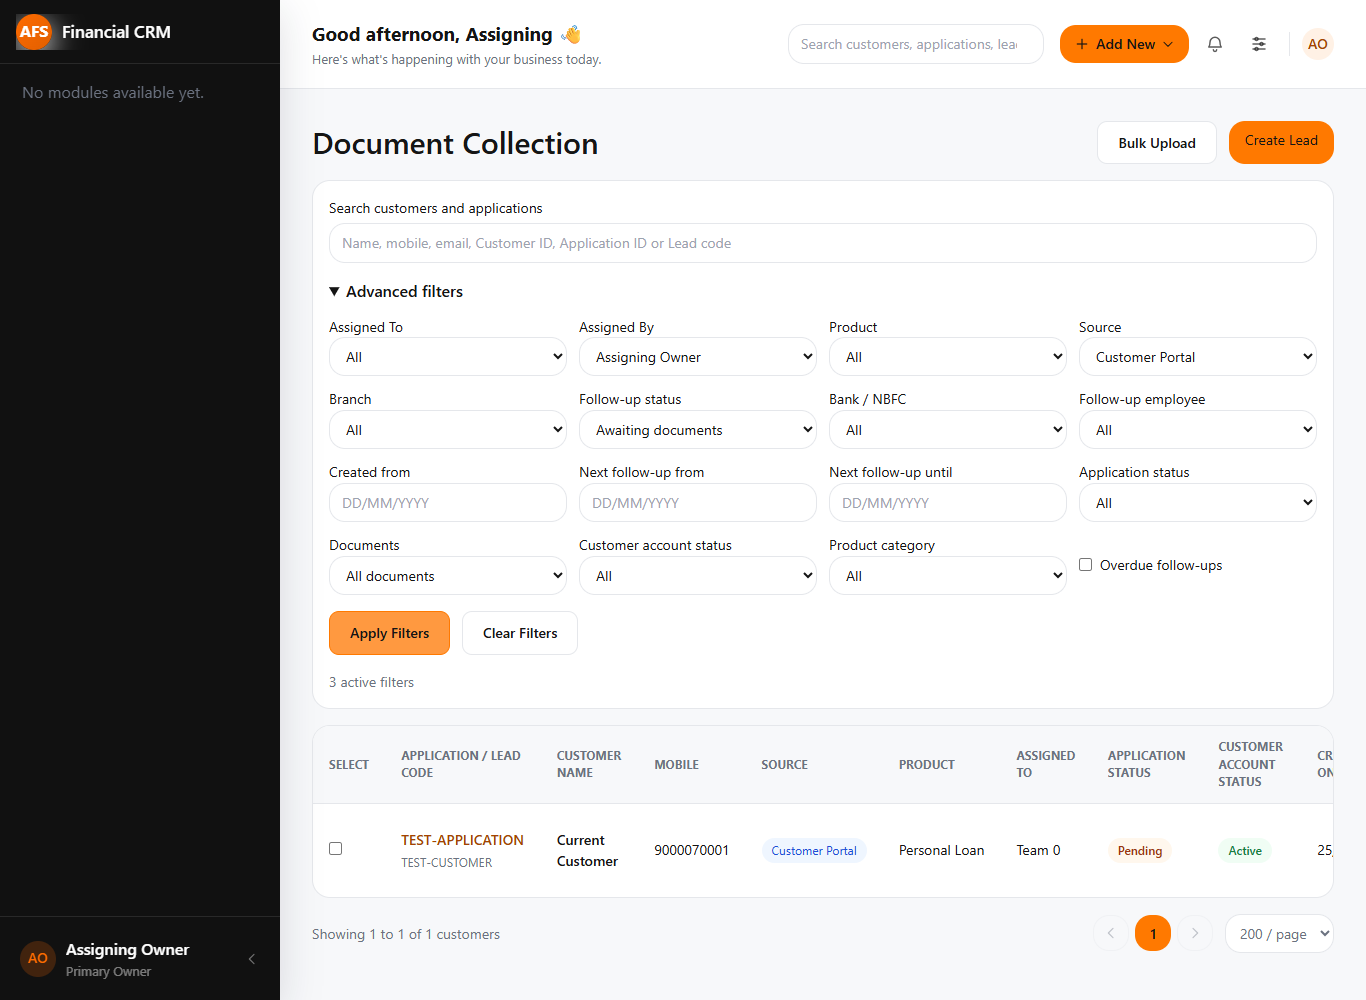 AFS Financial CRM
No modules available yet.
Good afternoon, Assigning 👋
Here's what's happening with your business today.
Search customers, applications, lea
+ Add New
AO
Document Collection
Bulk Upload
Create Lead
Search customers and applications
Name, mobile, email, Customer ID, Application ID or Lead code
▼ Advanced filters
Assigned To
All
Assigned By
Assigning Owner
Product
All
Source
Customer Portal
Branch
All
Follow-up status
Awaiting documents
Bank / NBFC
All
Follow-up employee
All
Created from
DD/MM/YYYY
Next follow-up from
DD/MM/YYYY
Next follow-up until
DD/MM/YYYY
Application status
All
Documents
All documents
Customer account status
All
Product category
All
Overdue follow-ups
Apply Filters
Clear Filters
3 active filters
SELECT
APPLICATION / LEAD
CODE
CUSTOMER
NAME
MOBILE
SOURCE
PRODUCT
ASSIGNED
TO
APPLICATION
STATUS
CUSTOMER
ACCOUNT
STATUS
CR
ON
TEST-APPLICATION
TEST-CUSTOMER
Current
Customer
9000070001
Customer Portal
Personal Loan
Team 0
Pending
Active
25
Showing 1 to 1 of 1 customers
1
200 / page
AO
Assigning Owner
Primary Owner